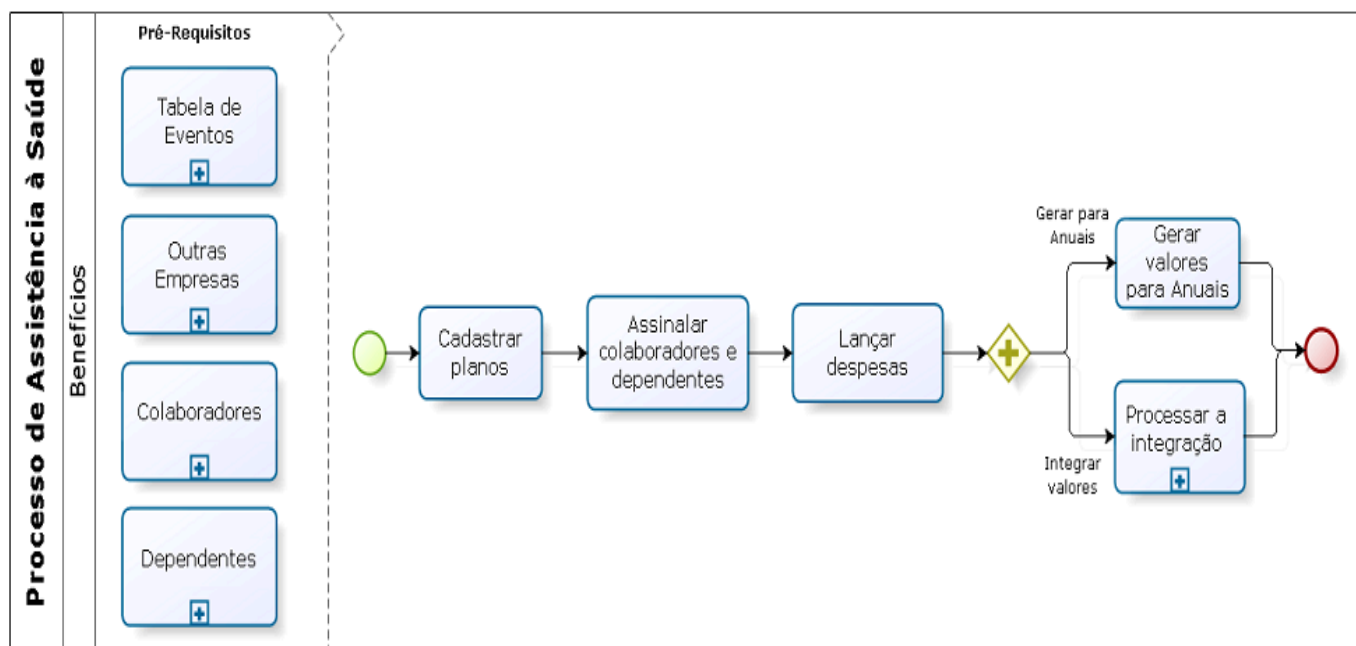 Processo de Assistência à Saúde
Benefícios
Pré-Requisitos
Tabela de
Eventos
Outras
Empresas
Colaboradores
Dependentes
Cadastrar
planos
Assinalar
colaboradores e
dependentes
Lançar
despesas
Gerar para
Anuais
Gerar
valores
para Anuais
Integrar
valores
Processar a
integração